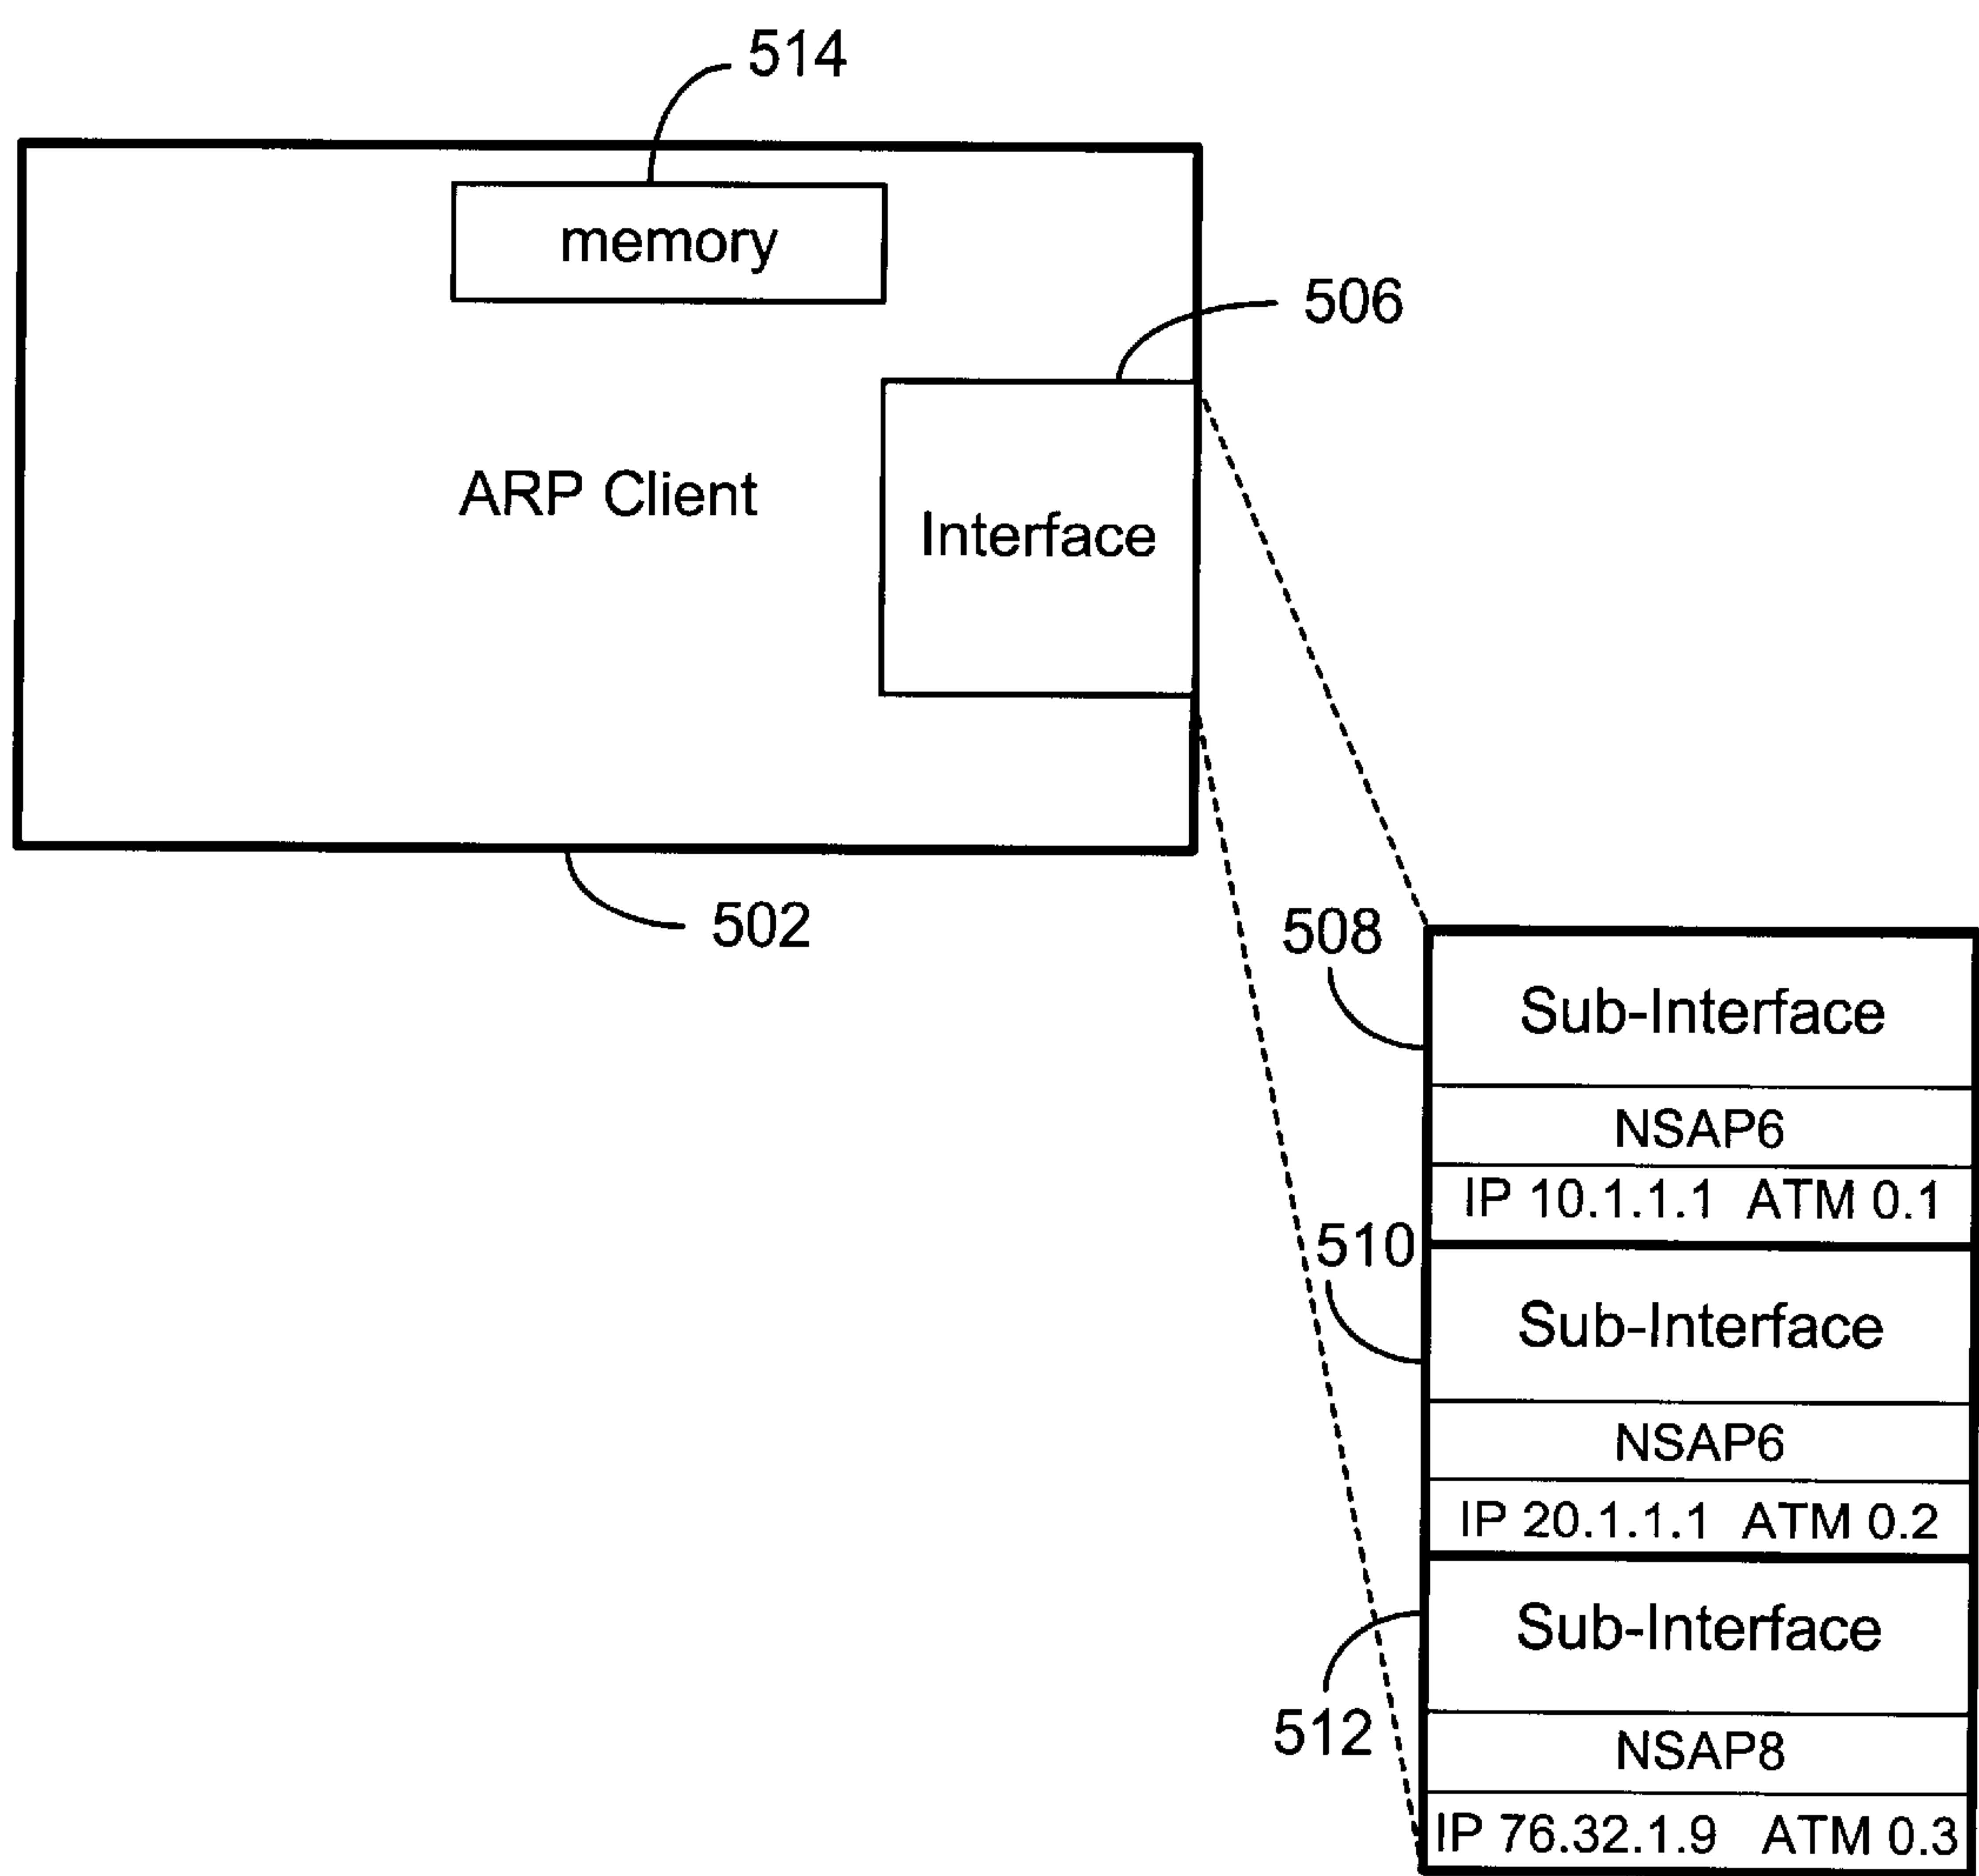 514
memory
506
ARP Client
Interface
502
508
Sub-Interface
NSAP6
IP 10.1.1.1 ATM 0.1
510
Sub-Interface
NSAP6
IP 20.1.1.1 ATM 0.2
Sub-Interface
512
NSAP8
IP 76.32.1.9 ATM 0.3